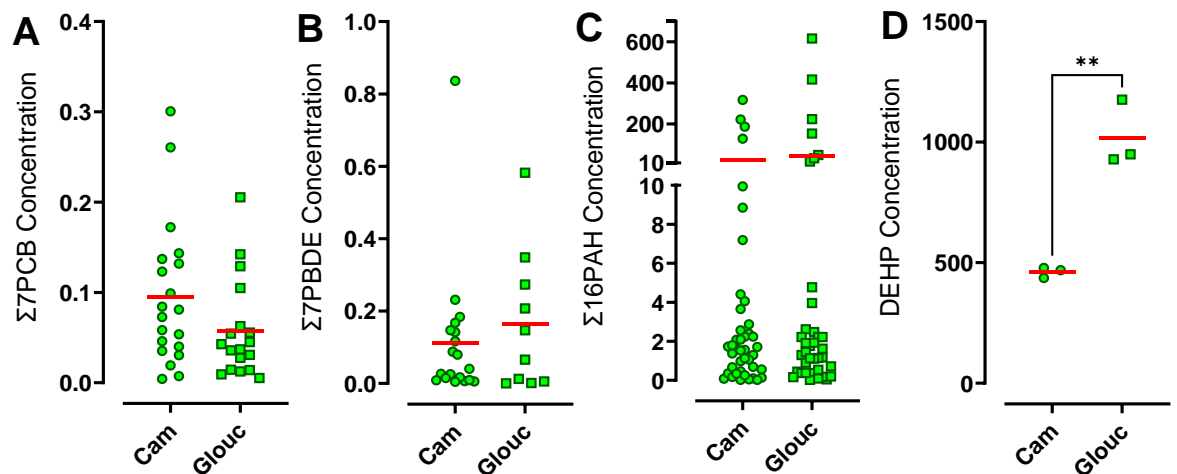 A
Σ7PCB Concentration
0.4
0.3
0.2
0.1
0.0
Cam
Glouc
B
Σ7PBDE Concentration
1.0
0.8
0.6
0.4
0.2
0.0
Cam
Glouc
C
Σ16PAH Concentration
600
400
200
10
10
8
6
4
2
0
Cam
Glouc
D
DEHP Concentration
1500
1000
500
0
**
Cam
Glouc